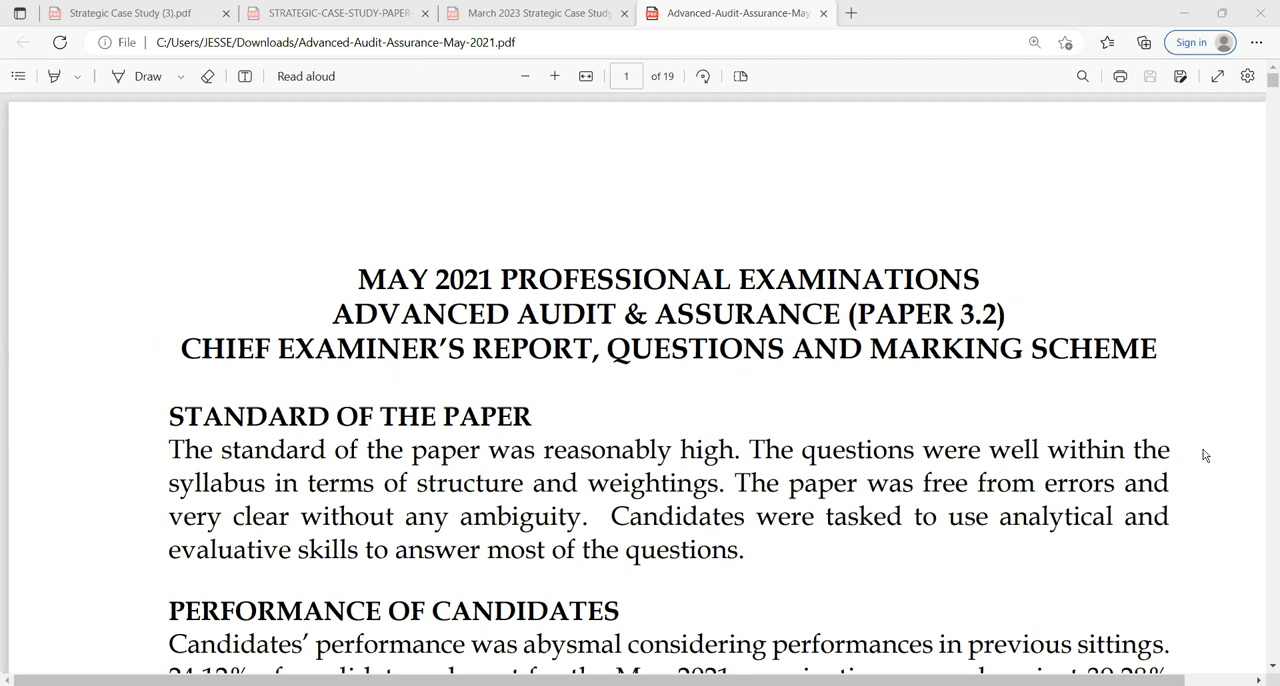 Strategic Case Study (3).pdf
STRATEGIC-CASE-STUDY-PAPER
March 2023 Strategic Case Study
Advanced-Audit-Assurance-May
File
C:/Users/JESSE/Downloads/Advanced-Audit-Assurance-May-2021.pdf
Sign in
Draw
Read aloud
1
of 19
MAY 2021 PROFESSIONAL EXAMINATIONS
ADVANCED AUDIT & ASSURANCE (PAPER 3.2)
CHIEF EXAMINER’S REPORT, QUESTIONS AND MARKING SCHEME
STANDARD OF THE PAPER
The standard of the paper was reasonably high. The questions were well within the
syllabus in terms of structure and weightings. The paper was free from errors and
very clear without any ambiguity. Candidates were tasked to use analytical and
evaluative skills to answer most of the questions.
PERFORMANCE OF CANDIDATES
Candidates’ performance was abysmal considering performances in previous sittings.